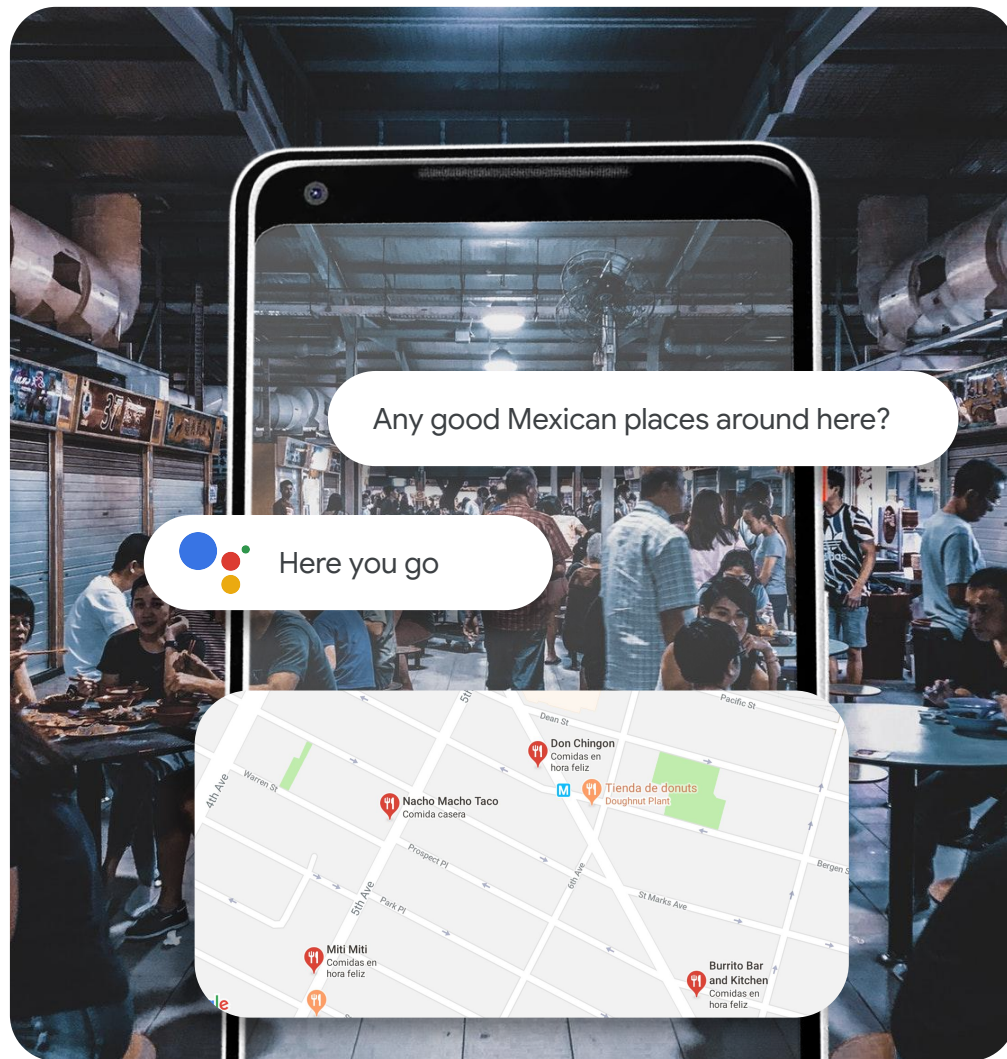 Any good Mexican places around here?
Here you go
Pacific St
5th
Dean St
Don Chingon
Comidas en
hora feliz
4th Ave
Warren St
M
Tienda de donuts
Doughnut Plant
Nacho Macho Taco
Comida casera
Prospect Pl
Bergen S
6th Ave
5th Ave
Park Pl
St Marks Ave
Miti Miti
Comidas en
hora feliz
Burrito Bar
and Kitchen
Comidas en
hora feliz
le